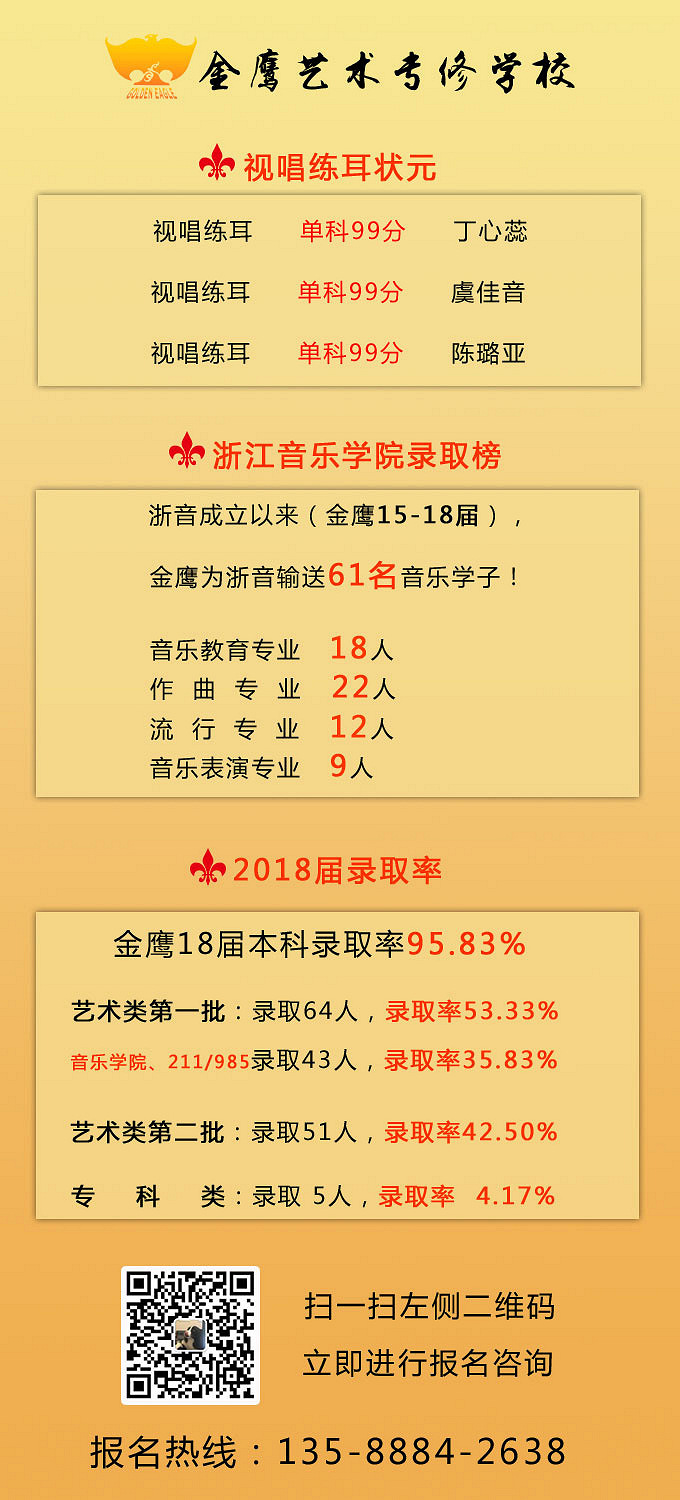 GOLDEN EAGLE
金鹰艺术专修学校
视唱练耳状元
视唱练耳 单科99分 丁心蕊
视唱练耳 单科99分 虞佳音
视唱练耳 单科99分 陈璐亚
浙江音乐学院录取榜
浙音成立以来（金鹰15-18届），
金鹰为浙音输送61名音乐学子！
音乐教育专业 18人
作曲专业 22人
流行专业 12人
音乐表演专业 9人
2018届录取率
金鹰18届本科录取率95.83%
艺术类第一批：录取64人，录取率53.33%
音乐学院、211/985录取43人，录取率35.83%
艺术类第二批：录取51人，录取率42.50%
专科类：录取 5人，录取率 4.17%
扫一扫左侧二维码
立即进行报名咨询
报名热线：135-8884-2638